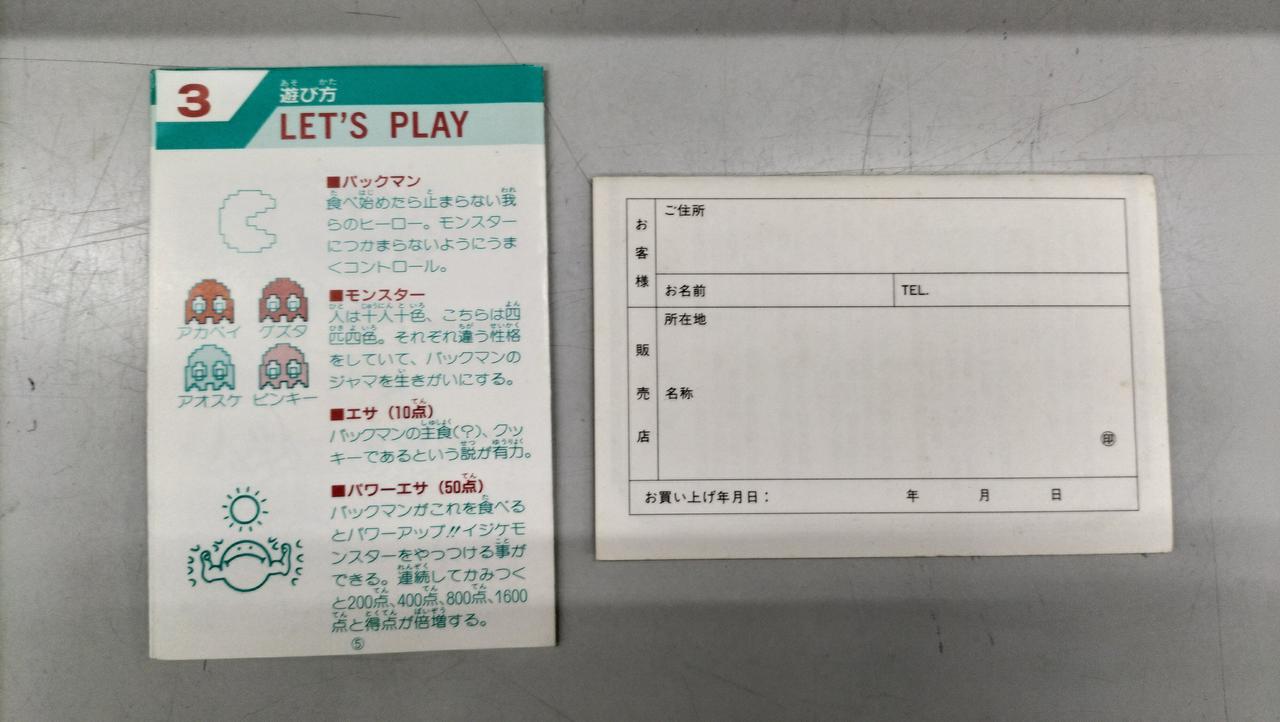 3
遊び方
LET'S PLAY
■パックマン
食べ始めたら止まらない我
らのヒーロー。モンスター
につかまらないようにうま
くコントロール。
アカベイ グズタ
アオスケ ピンキー
■モンスター
人は十人十色、こちらは四
匹四色。それぞれ違う性格
をしていて、パックマンの
ジャマを生きがいにする。
■エサ（10点）
パックマンの主食(？)、クッ
キーであるという説が有力。
■パワーエサ（50点）
パックマンがこれを食べる
とパワーアップ!!イジケモ
ンスターをやっつける事が
できる。連続してかみつく
と200点、400点、800点、1600
点と得点が倍増する。
⑤
お客様
ご住所
お名前
TEL.
販売店
所在地
名称
㊞
お買い上げ年月日： 年 月 日